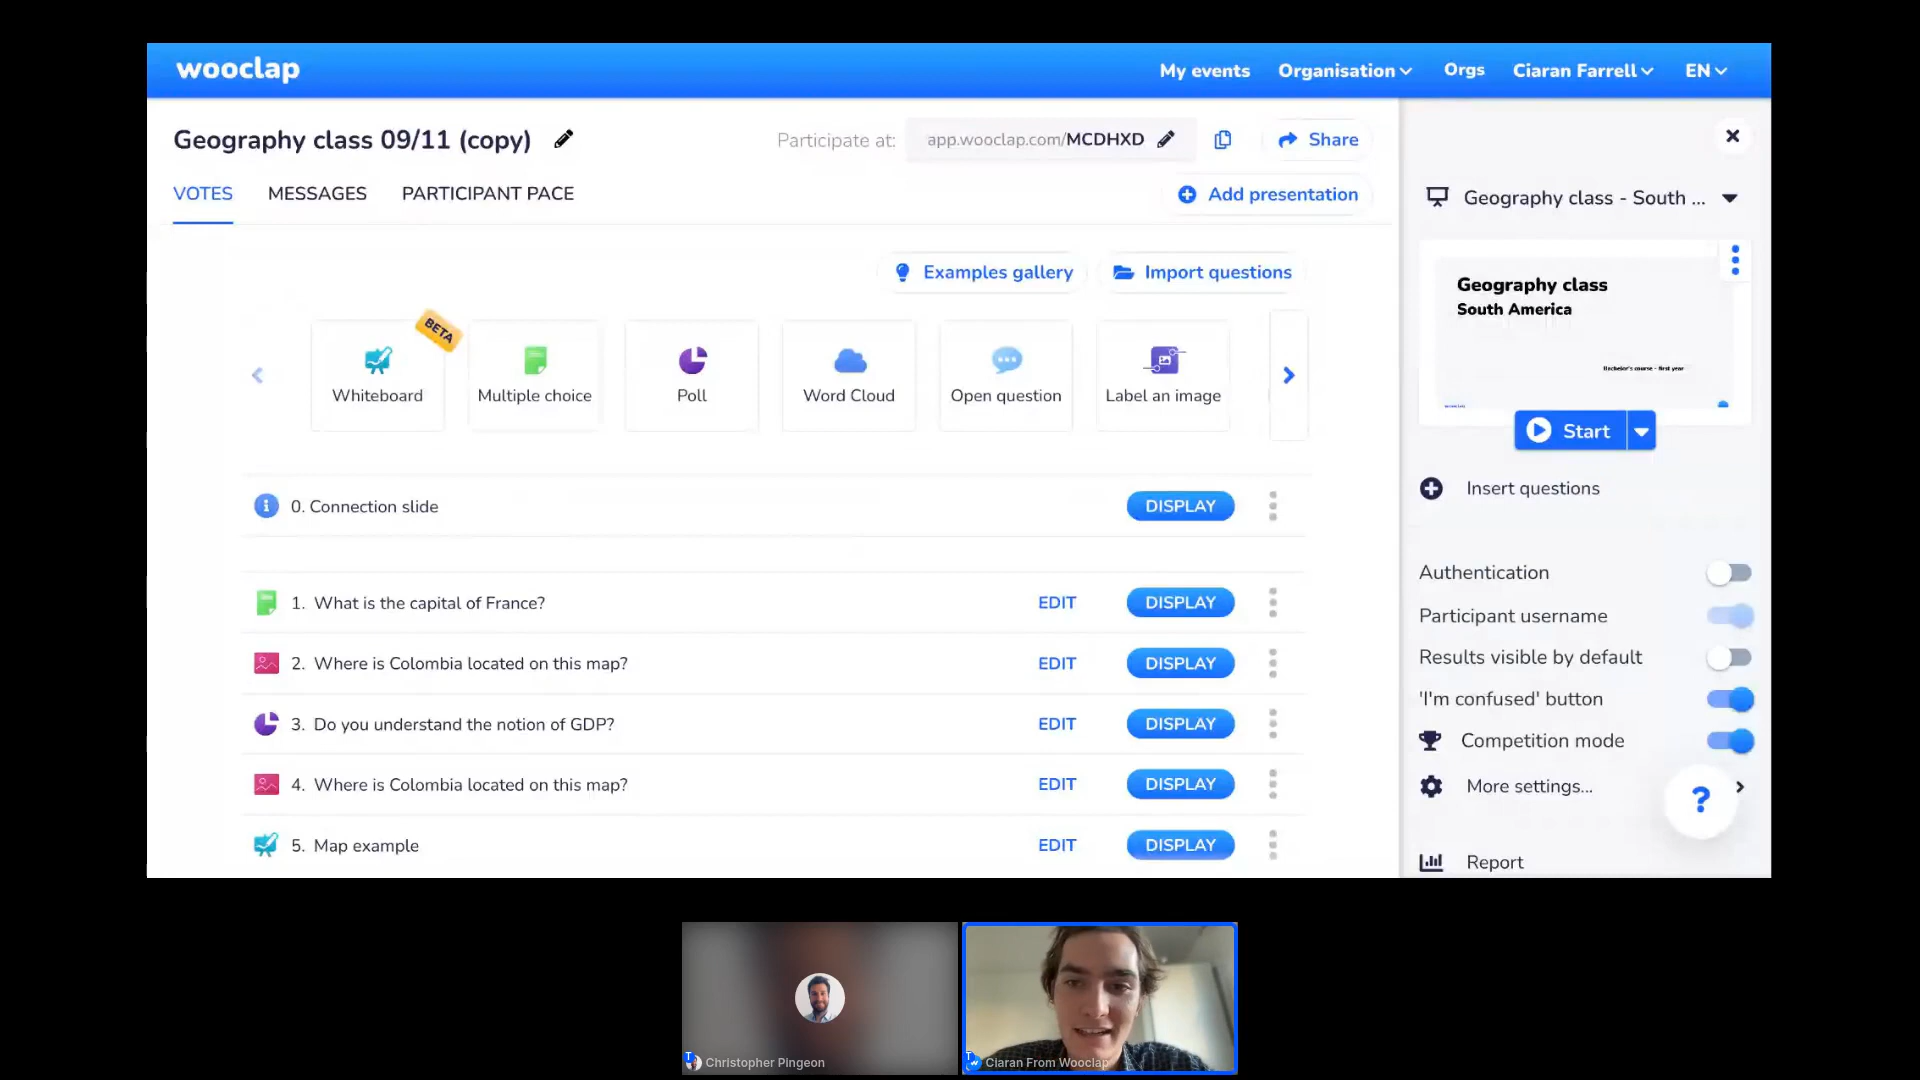 wooclap
My events Organisation Orgs Ciaran Farrell EN
Geography class 09/11 (copy)
Participate at: app.wooclap.com/MCDHXD Share
VOTES MESSAGES PARTICIPANT PACE
Add presentation
Examples gallery Import questions
BETA
Whiteboard Multiple choice Poll Word Cloud Open question Label an image
0. Connection slide DISPLAY
1. What is the capital of France? EDIT DISPLAY
2. Where is Colombia located on this map? EDIT DISPLAY
3. Do you understand the notion of GDP? EDIT DISPLAY
4. Where is Colombia located on this map? EDIT DISPLAY
5. Map example EDIT DISPLAY
Geography class - South ...
Geography class
South America
Bachelor's course - first year
Start
Insert questions
Authentication
Participant username
Results visible by default
'I'm confused' button
Competition mode
More settings...
?
Report
Christopher Pingeon
Ciaran From Wooclap